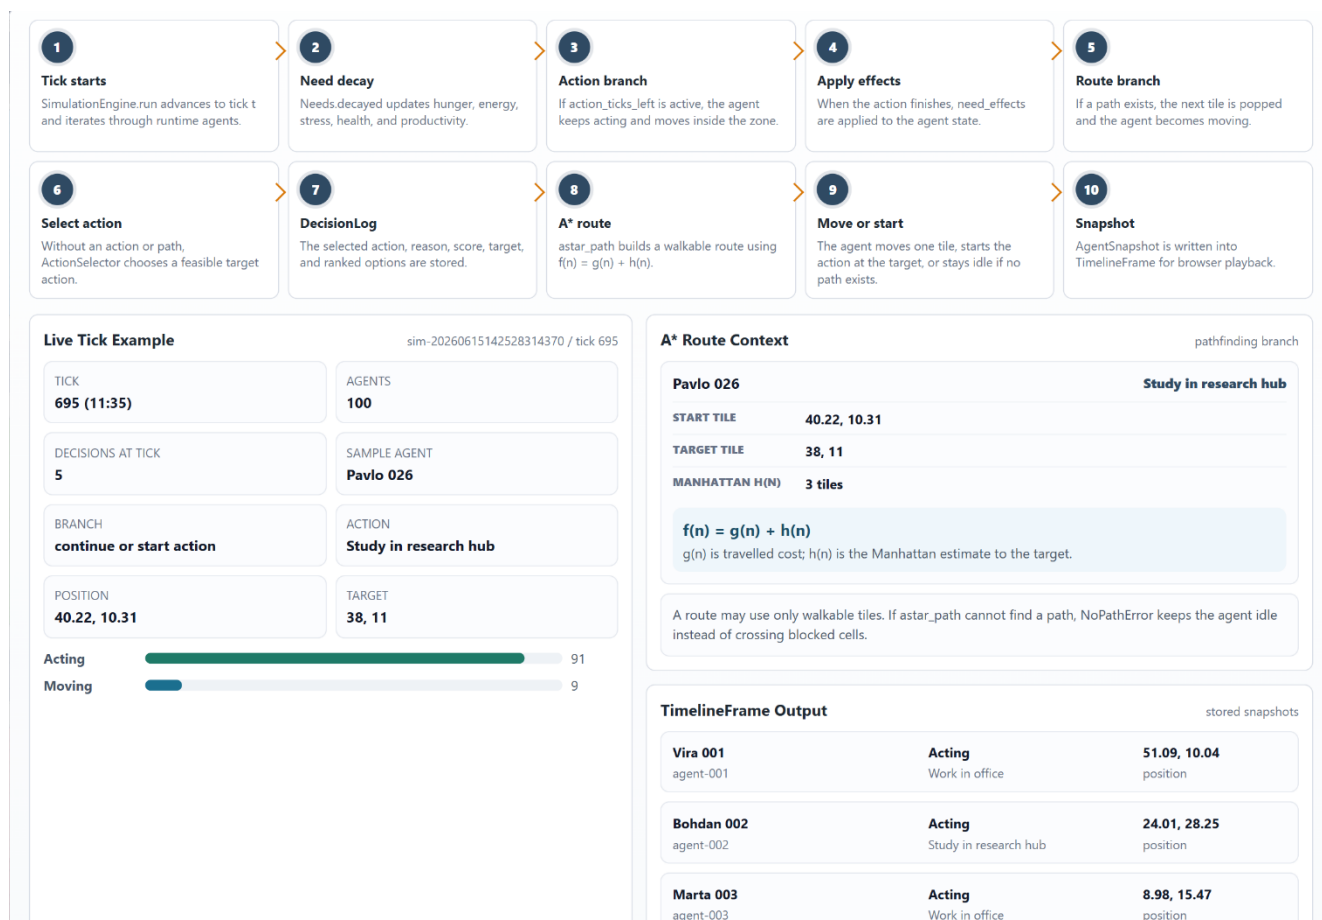 1
Tick starts
SimulationEngine.run advances to tick t
and iterates through runtime agents.
2
Need decay
Needs.decayed updates hunger, energy,
stress, health, and productivity.
3
Action branch
If action_ticks_left is active, the agent
keeps acting and moves inside the zone.
4
Apply effects
When the action finishes, need_effects
are applied to the agent state.
5
Route branch
If a path exists, the next tile is popped
and the agent becomes moving.
6
Select action
Without an action or path,
ActionSelector chooses a feasible target
action.
7
DecisionLog
The selected action, reason, score, target,
and ranked options are stored.
8
A* route
astar_path builds a walkable route using
f(n) = g(n) + h(n).
9
Move or start
The agent moves one tile, starts the
action at the target, or stays idle if no
path exists.
10
Snapshot
AgentSnapshot is written into
TimelineFrame for browser playback.
Live Tick Example
sim-20260615142528314370 / tick 695
TICK
695 (11:35)
AGENTS
100
DECISIONS AT TICK
5
SAMPLE AGENT
Pavlo 026
BRANCH
continue or start action
ACTION
Study in research hub
POSITION
40.22, 10.31
TARGET
38, 11
Acting 91
Moving 9
A* Route Context
pathfinding branch
Pavlo 026
Study in research hub
START TILE 40.22, 10.31
TARGET TILE 38, 11
MANHATTAN H(N) 3 tiles
f(n) = g(n) + h(n)
g(n) is travelled cost; h(n) is the Manhattan estimate to the target.
A route may use only walkable tiles. If astar_path cannot find a path, NoPathError keeps the agent idle
instead of crossing blocked cells.
TimelineFrame Output
stored snapshots
Vira 001 Acting 51.09, 10.04
agent-001 Work in office position
Bohdan 002 Acting 24.01, 28.25
agent-002 Study in research hub position
Marta 003 Acting 8.98, 15.47
agent-003 Work in office position